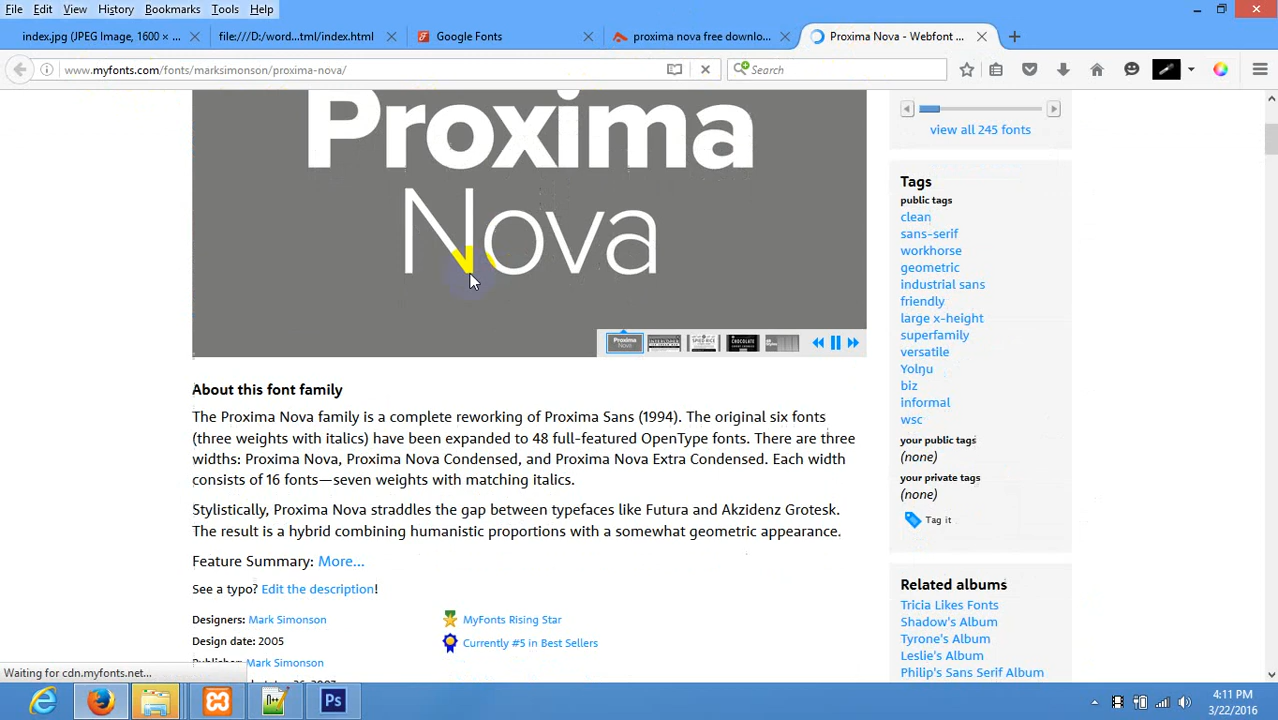 File Edit View History Bookmarks Tools Help
index.jpg (JPEG Image, 1600 × ... file:///D:/word...tml/index.html Google Fonts proxima nova free downlo... Proxima Nova - Webfont ...
www.myfonts.com/fonts/marksimonson/proxima-nova/
Search
Proxima
Nova
Proxima
Nova
CHOCOLATE
About this font family
The Proxima Nova family is a complete reworking of Proxima Sans (1994). The original six fonts
(three weights with italics) have been expanded to 48 full-featured OpenType fonts. There are three
widths: Proxima Nova, Proxima Nova Condensed, and Proxima Nova Extra Condensed. Each width
consists of 16 fonts—seven weights with matching italics.
Stylistically, Proxima Nova straddles the gap between typefaces like Futura and Akzidenz Grotesk.
The result is a hybrid combining humanistic proportions with a somewhat geometric appearance.
Feature Summary: More...
See a typo? Edit the description!
Designers: Mark Simonson
MyFonts Rising Star
Design date: 2005
Currently #5 in Best Sellers
Publisher: Mark Simonson
view all 245 fonts
Tags
public tags
clean
sans-serif
workhorse
geometric
industrial sans
friendly
large x-height
superfamily
versatile
Yolŋu
biz
informal
wsc
your public tags
(none)
your private tags
(none)
Tag it
Related albums
Tricia Likes Fonts
Shadow's Album
Tyrone's Album
Leslie's Album
Philip's Sans Serif Album
Waiting for cdn.myfonts.net...
Ps
4:11 PM
3/22/2016